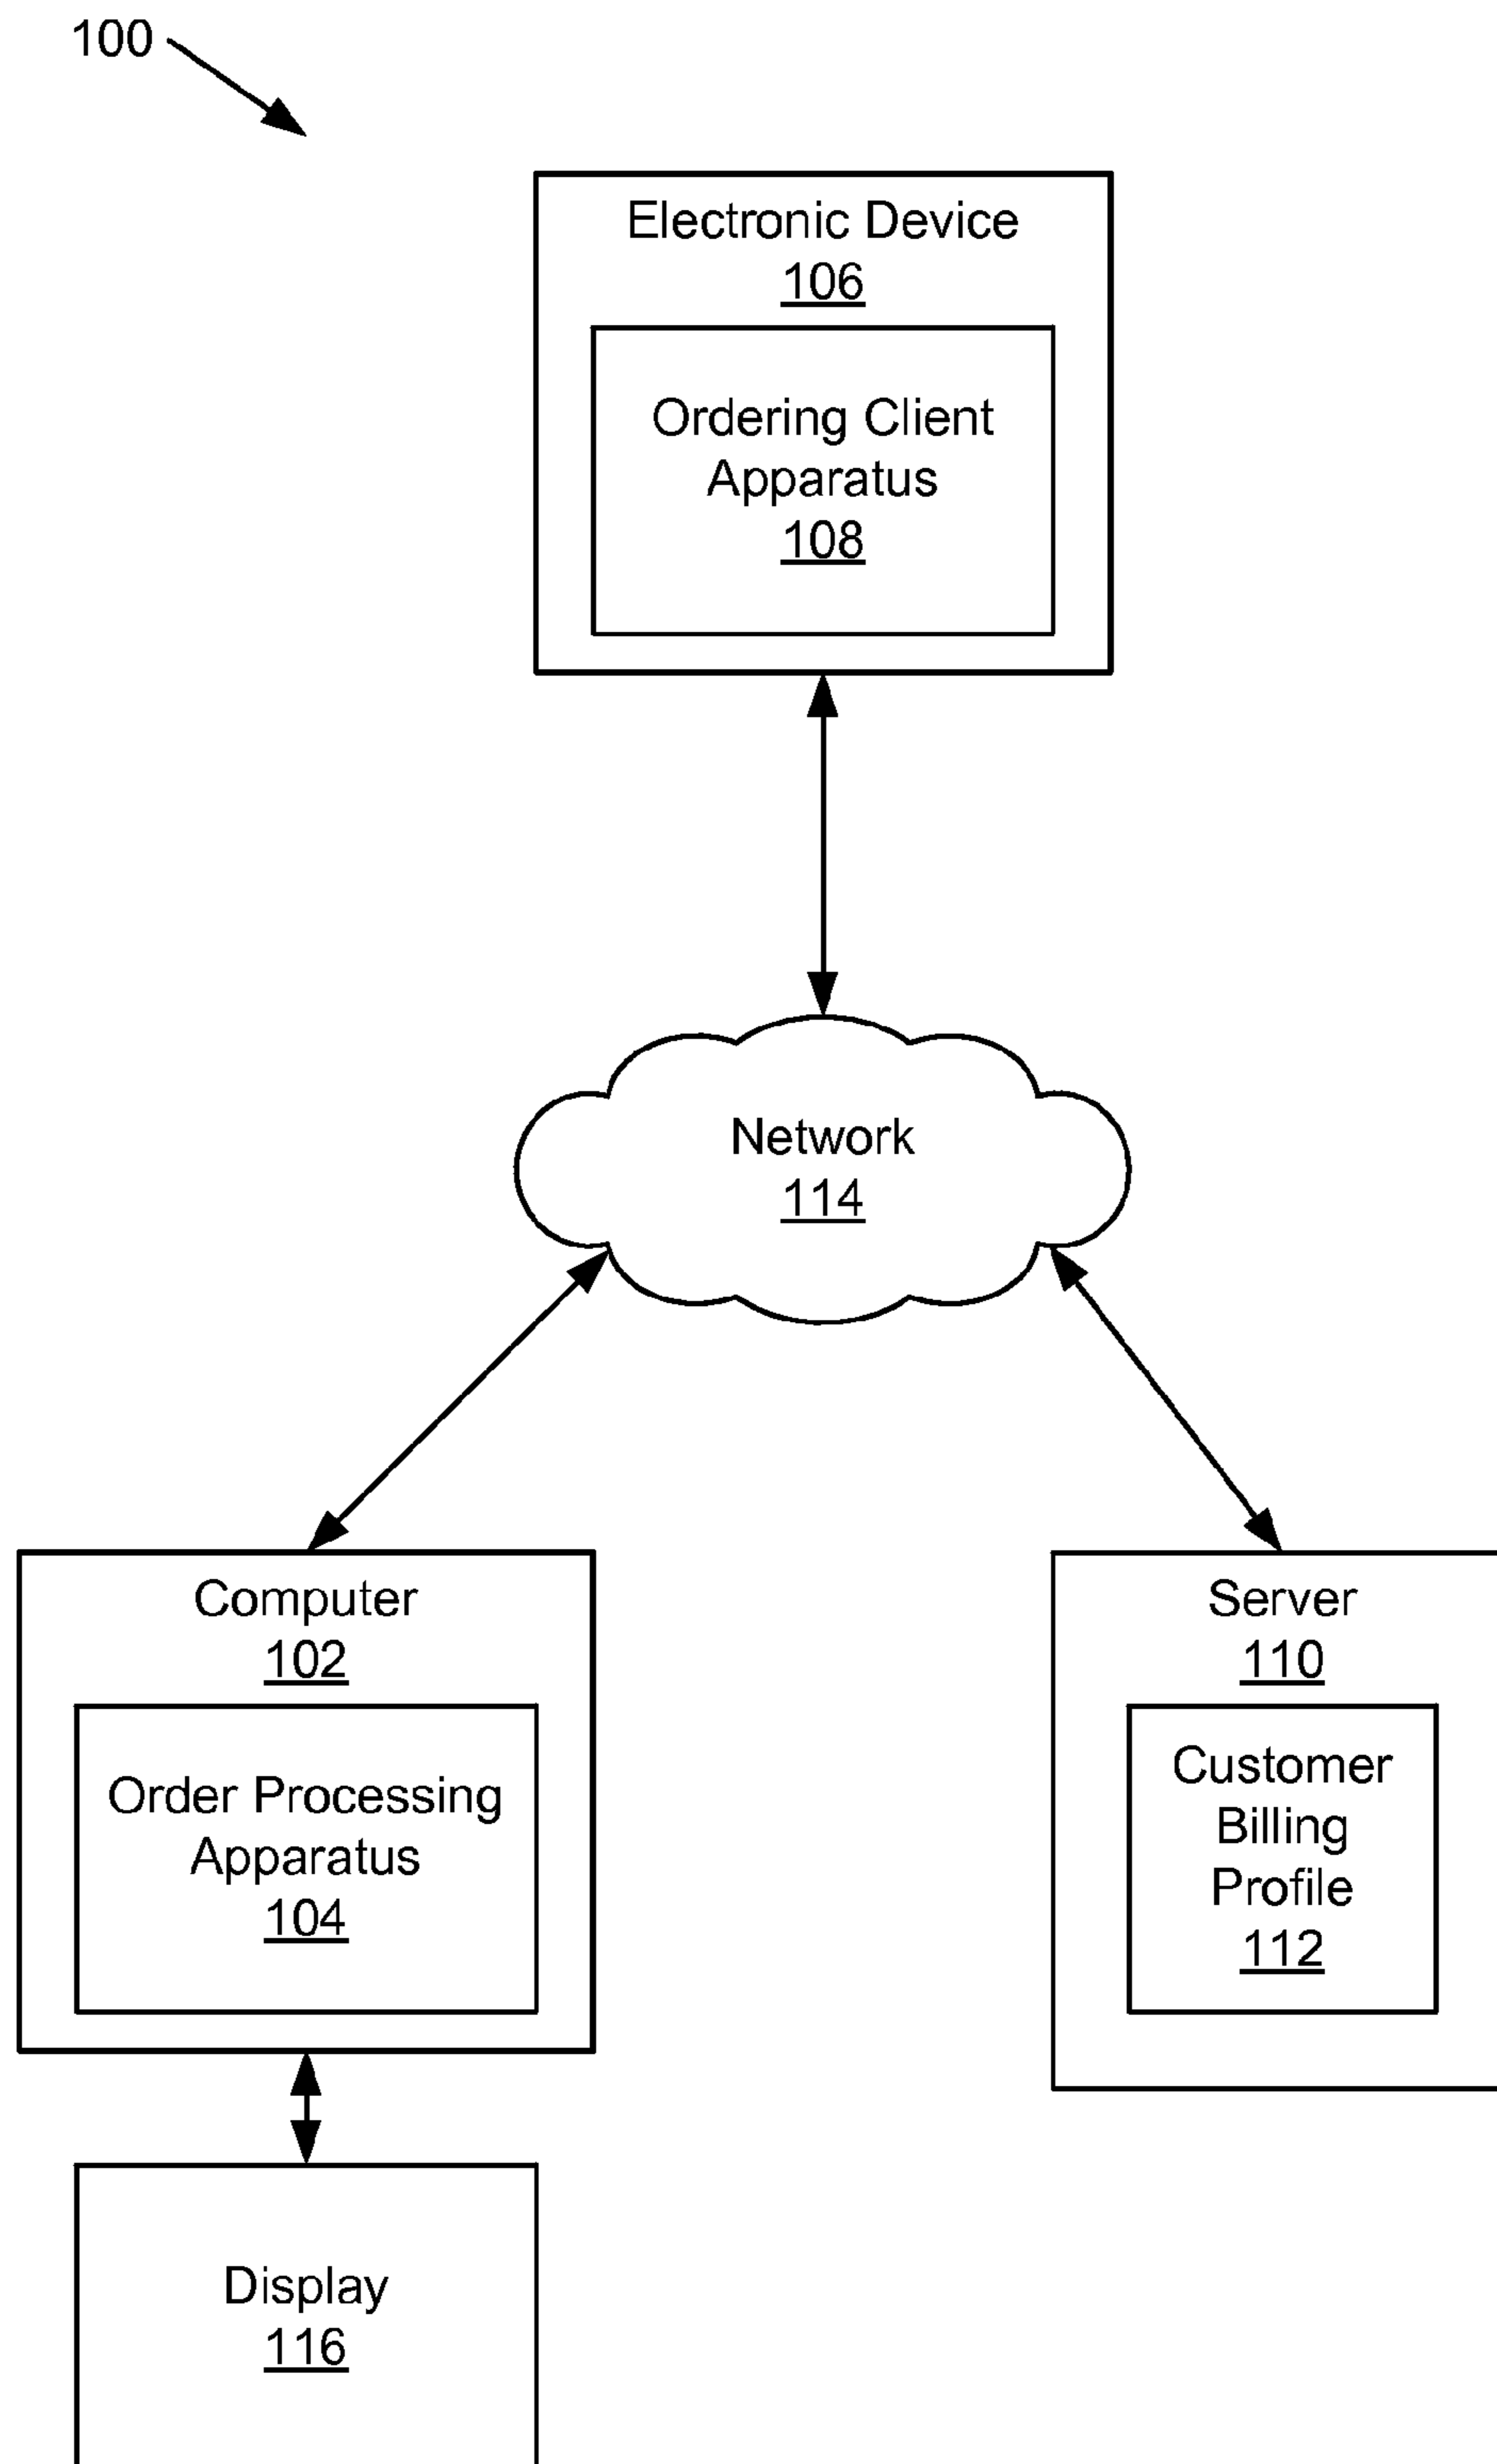 100
Electronic Device
106
Ordering Client
Apparatus
108
Network
114
Computer
102
Order Processing
Apparatus
104
Server
110
Customer
Billing
Profile
112
Display
116